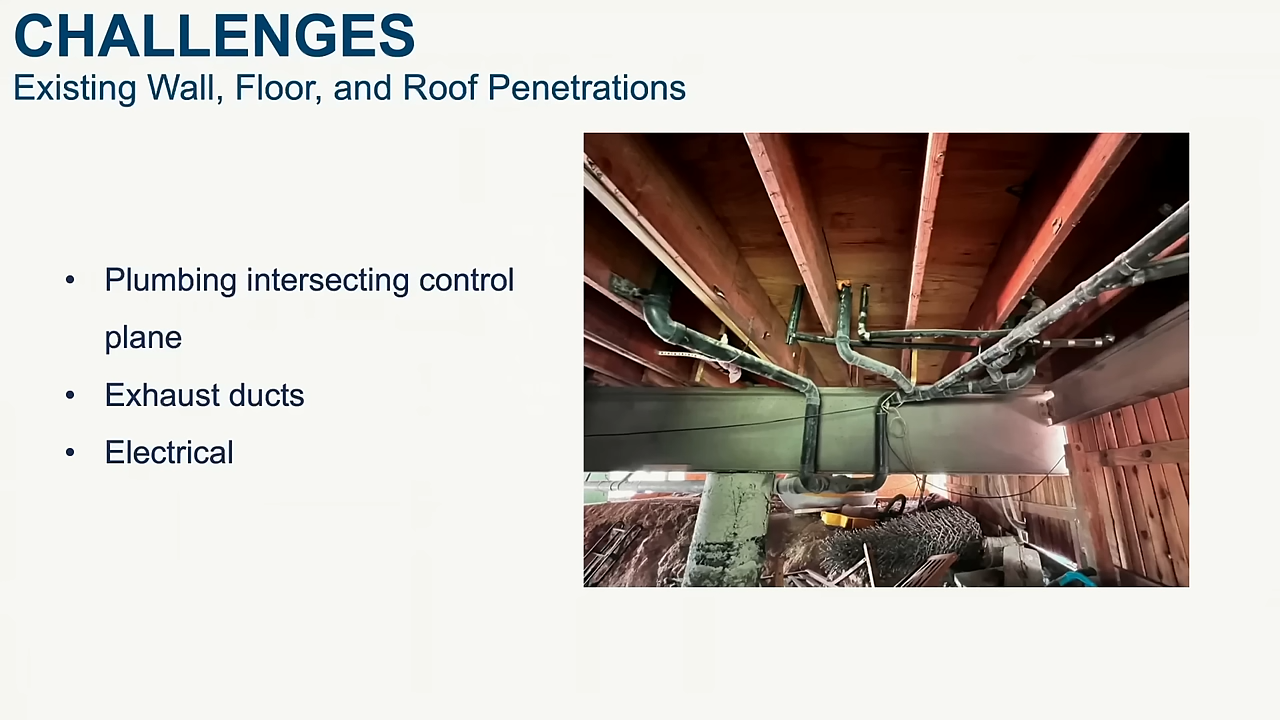 CHALLENGES
Existing Wall, Floor, and Roof Penetrations
• Plumbing intersecting control
plane
• Exhaust ducts
• Electrical